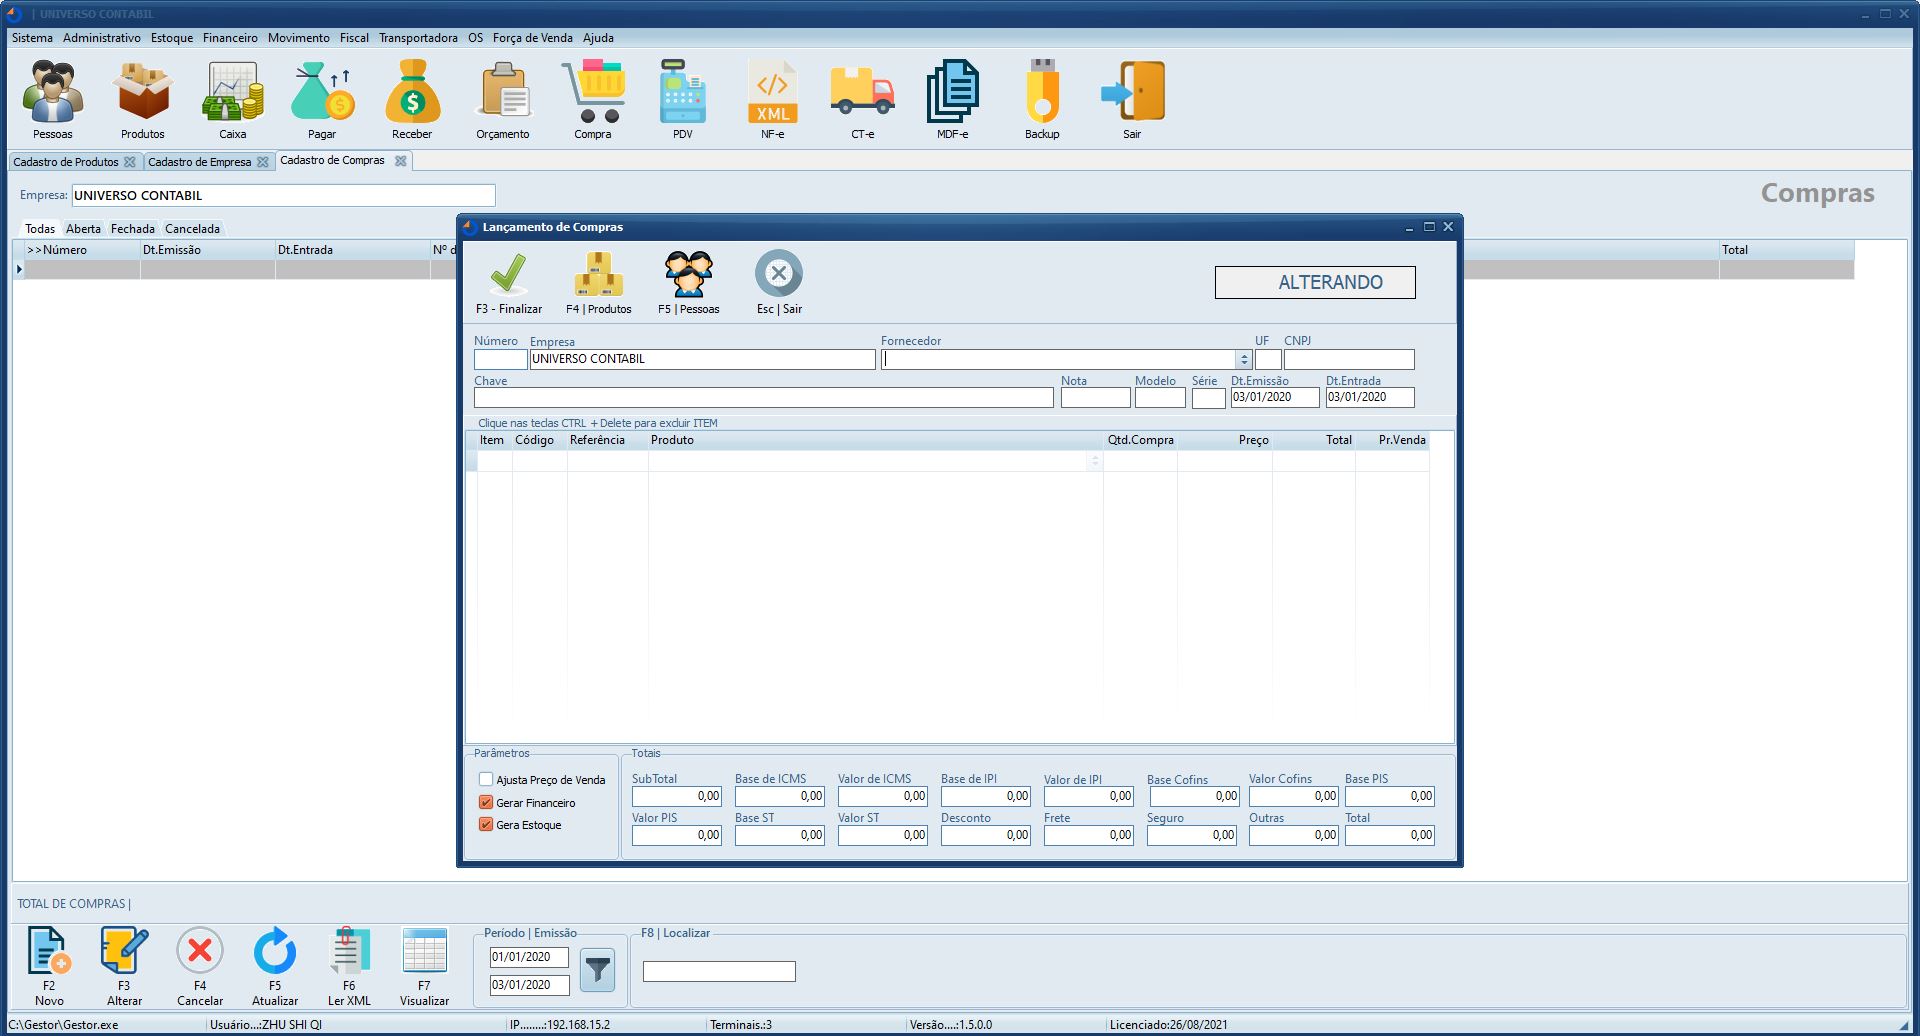 | UNIVERSO CONTABIL
Sistema Administrativo Estoque Financeiro Movimento Fiscal Transportadora OS Força de Venda Ajuda
XML
Pessoas Produtos Caixa Pagar Receber Orçamento Compra PDV NF-e CT-e MDF-e Backup Sair
Cadastro de Produtos Cadastro de Empresa Cadastro de Compras
Empresa: UNIVERSO CONTABIL
Compras
Todas Aberta Fechada Cancelada
>>Número Dt.Emissão Dt.Entrada Nº d Total
Lançamento de Compras
ALTERANDO
F3 - Finalizar F4 | Produtos F5 | Pessoas Esc | Sair
Número Empresa Fornecedor UF CNPJ
UNIVERSO CONTABIL
Chave Nota Modelo Série Dt.Emissão Dt.Entrada
03/01/2020 03/01/2020
Clique nas teclas CTRL + Delete para excluir ITEM
Item Código Referência Produto Qtd.Compra Preço Total Pr.Venda
Parâmetros
Ajusta Preço de Venda
Gerar Financeiro
Gera Estoque
Totais
SubTotal Base de ICMS Valor de ICMS Base de IPI Valor de IPI Base Cofins Valor Cofins Base PIS
0,00 0,00 0,00 0,00 0,00 0,00 0,00 0,00
Valor PIS Base ST Valor ST Desconto Frete Seguro Outras Total
0,00 0,00 0,00 0,00 0,00 0,00 0,00 0,00
TOTAL DE COMPRAS |
F2 F3 F4 F5 F6 F7
Novo Alterar Cancelar Atualizar Ler XML Visualizar
Período | Emissão
01/01/2020
03/01/2020
F8 | Localizar
C:\Gestor\Gestor.exe Usuário...:ZHU SHI QI IP........:192.168.15.2 Terminais.:3 Versão....:1.5.0.0 Licenciado:26/08/2021